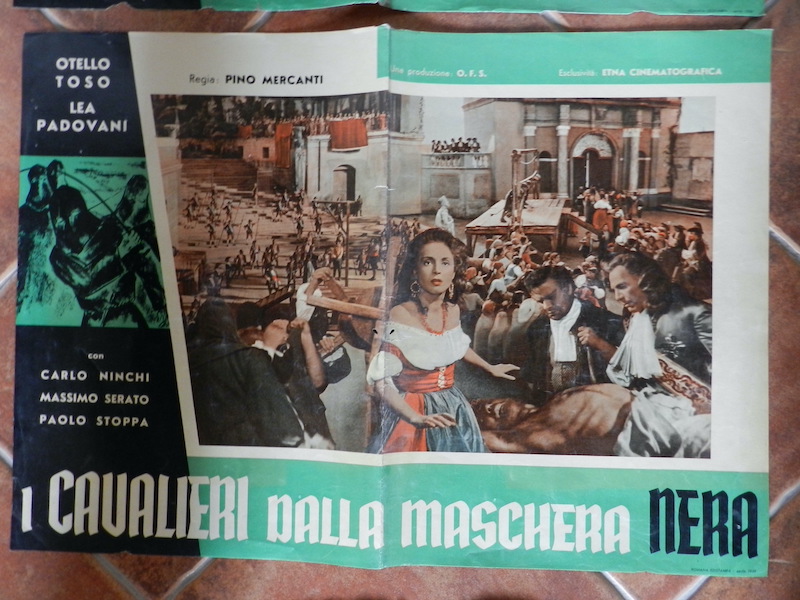 OTELLO
TOSO
LEA
PADOVANI
Regia: PINO MERCANTI
Una produzione: O. F. S.
Esclusività: ETNA CINEMATOGRAFICA
con
CARLO NINCHI
MASSIMO SERATO
PAOLO STOPPA
I CAVALIERI DALLA MASCHERA NERA